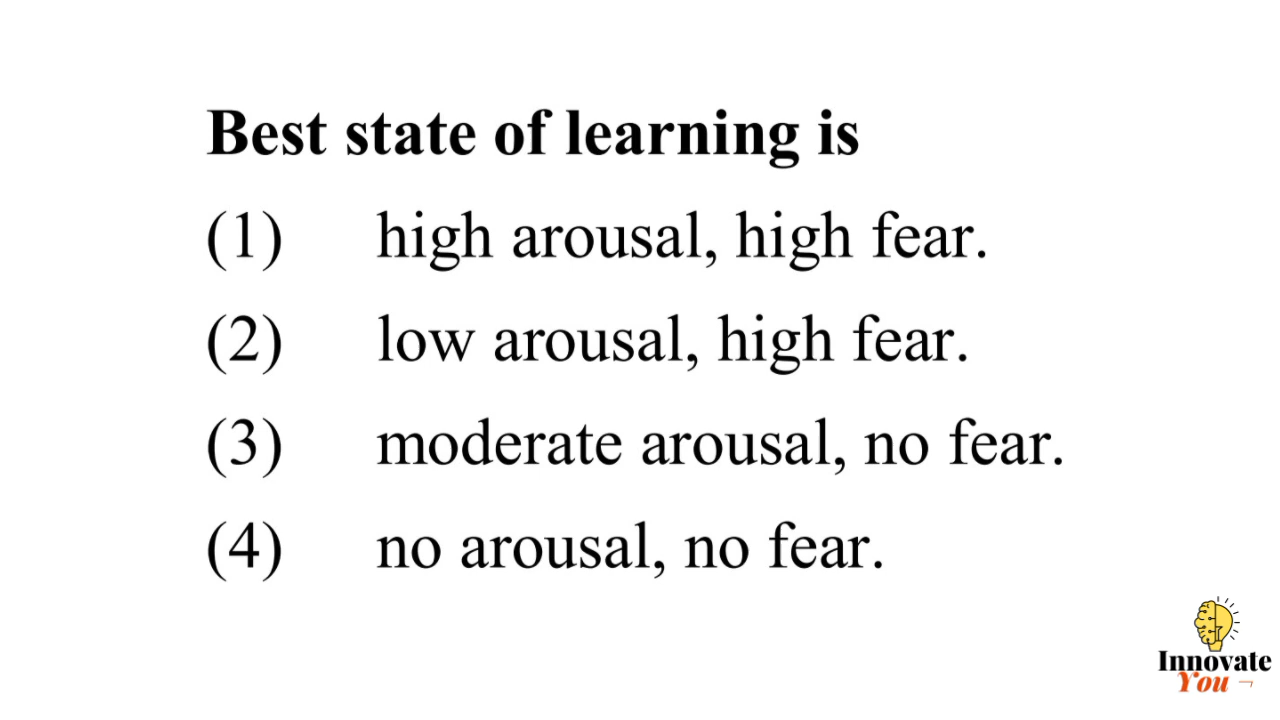 Best state of learning is
(1) high arousal, high fear.
(2) low arousal, high fear.
(3) moderate arousal, no fear.
(4) no arousal, no fear.
Innovate
You